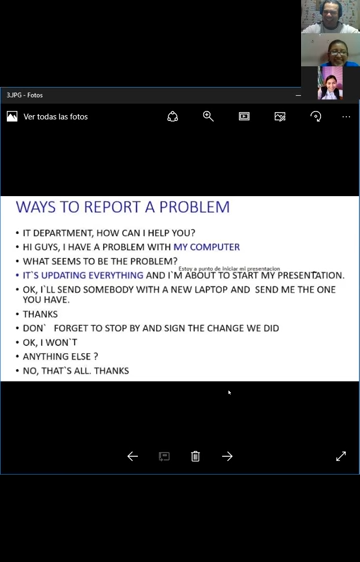 3.JPG - Fotos
Ver todas las fotos
WAYS TO REPORT A PROBLEM
• IT DEPARTMENT, HOW CAN I HELP YOU?
• HI GUYS, I HAVE A PROBLEM WITH MY COMPUTER
• WHAT SEEMS TO BE THE PROBLEM?
Estoy a punto de iniciar mi presentacion
• IT`S UPDATING EVERYTHING AND I`M ABOUT TO START MY PRESENTATION.
• OK, I`LL SEND SOMEBODY WITH A NEW LAPTOP AND SEND ME THE ONE
YOU HAVE.
• THANKS
• DON` FORGET TO STOP BY AND SIGN THE CHANGE WE DID
• OK, I WON`T
• ANYTHING ELSE ?
• NO, THAT`S ALL. THANKS